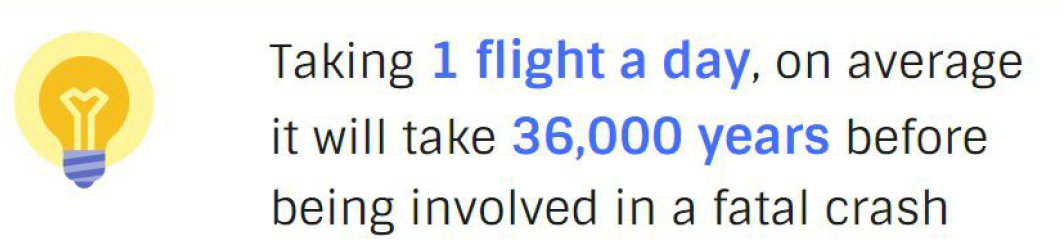 Taking 1 flight a day, on average
it will take 36,000 years before
being involved in a fatal crash